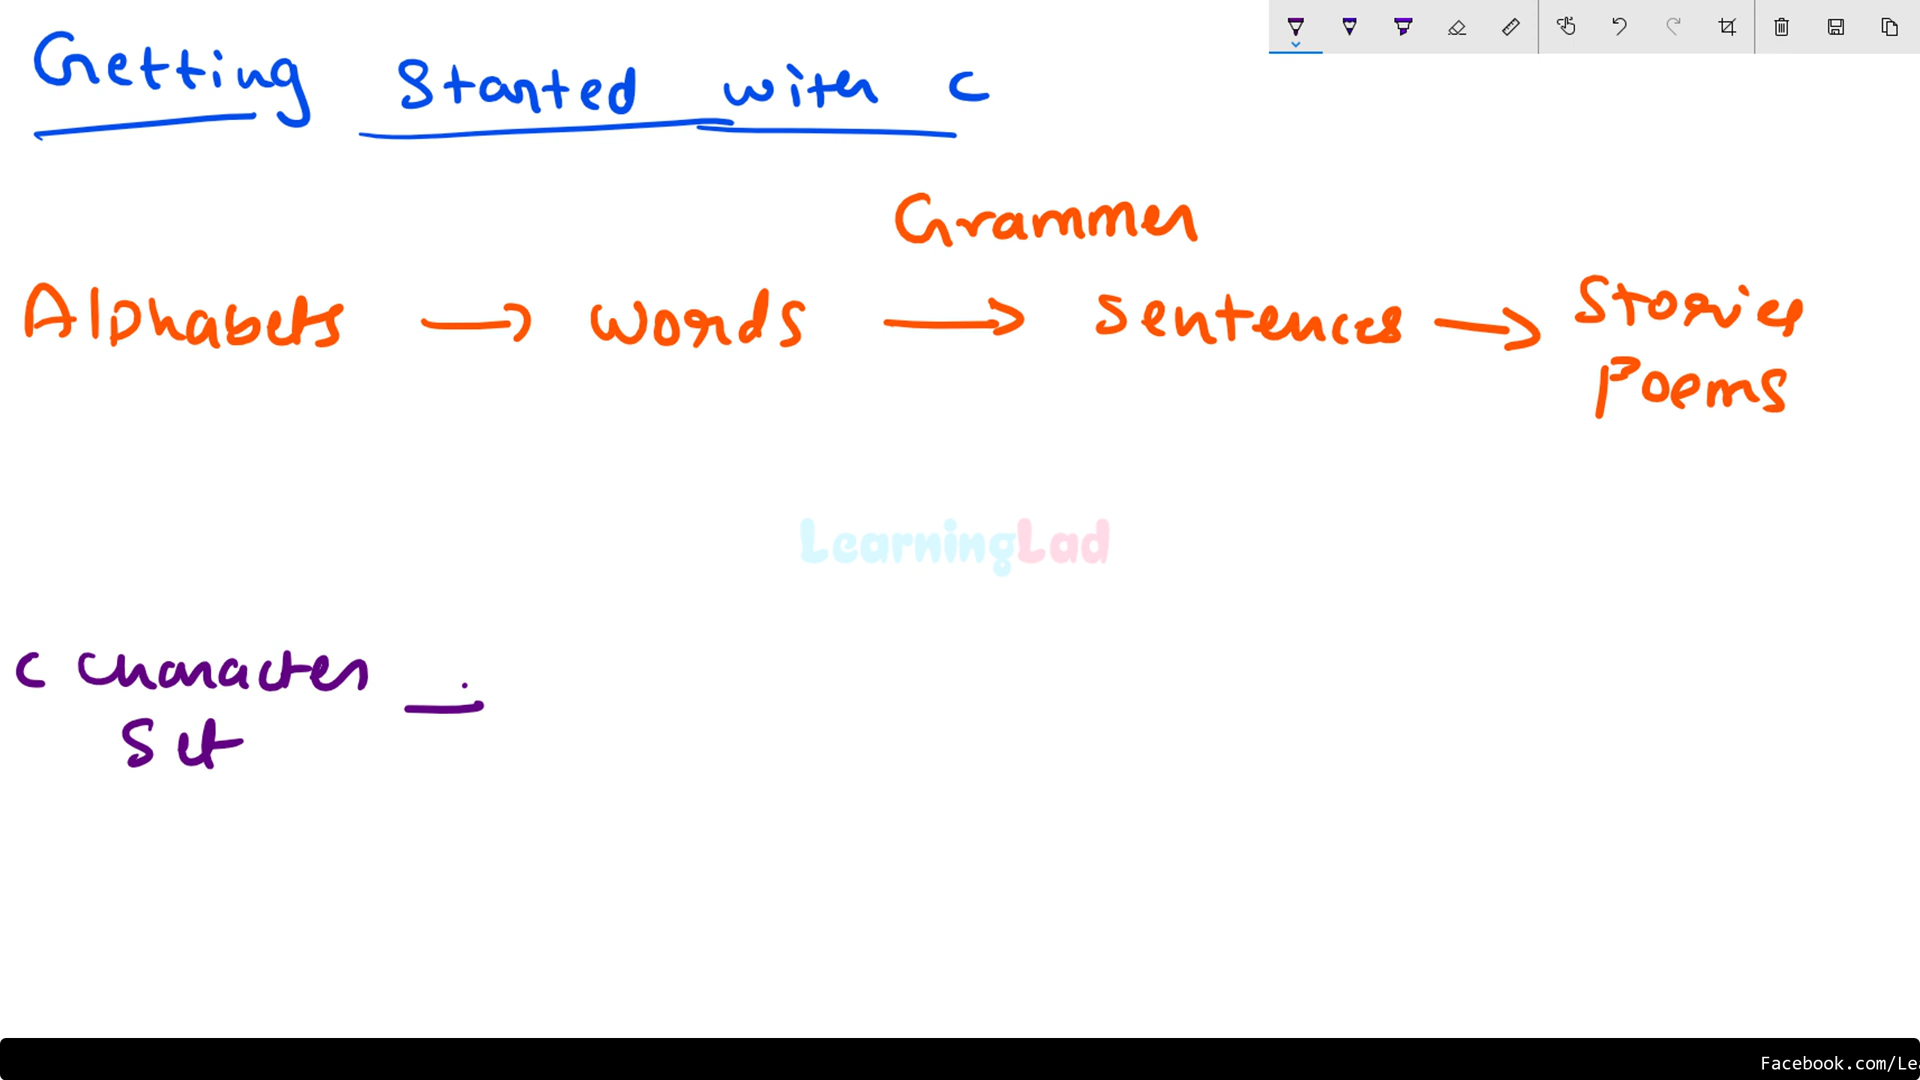 Getting Started with C
Grammer
Alphabets → words → sentences → Stories
Poems
LearningLad
C Character
Set
Facebook.com/Le